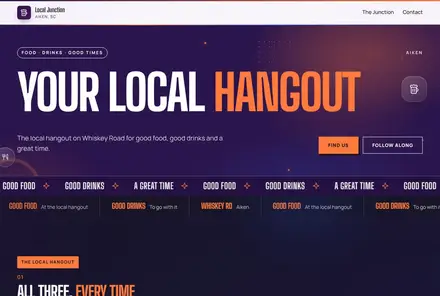 Local Junction
AIKEN, SC
The Junction
Contact
FOOD · DRINKS · GOOD TIMES
AIKEN
YOUR LOCAL HANGOUT
The local hangout on Whiskey Road for good food, good drinks and a
great time.
FIND US
FOLLOW ALONG
GOOD FOOD GOOD DRINKS A GREAT TIME GOOD FOOD GOOD DRINKS A GREAT TIME GOOD FOOD
GOOD FOOD At the local hangout GOOD DRINKS To go with it WHISKEY RD Aiken GOOD FOOD At the local hangout GOOD DRINKS To go with
THE LOCAL HANGOUT
01
ALL THREE, EVERY TIME